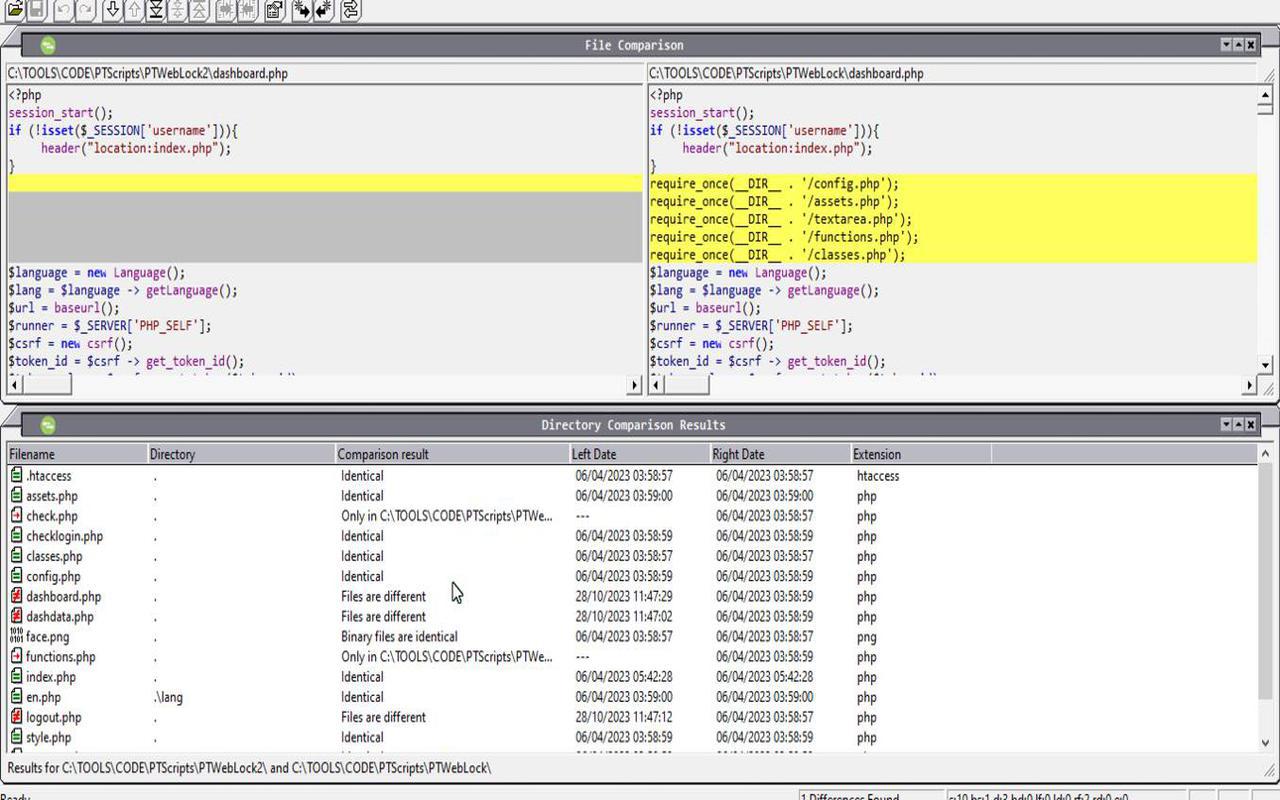 File Comparison
C:\TOOLS\CODE\PTScripts\PTWebLock2\dashboard.php
<?php
session_start();
if (!isset($_SESSION['username'])){
header("location:index.php");
}
$language = new Language();
$lang = $language -> getLanguage();
$url = baseurl();
$runner = $_SERVER['PHP_SELF'];
$csrf = new csrf();
$token_id = $csrf -> get_token_id();
C:\TOOLS\CODE\PTScripts\PTWebLock\dashboard.php
<?php
session_start();
if (!isset($_SESSION['username'])){
header("location:index.php");
}
require_once(__DIR__ . '/config.php');
require_once(__DIR__ . '/assets.php');
require_once(__DIR__ . '/textarea.php');
require_once(__DIR__ . '/functions.php');
require_once(__DIR__ . '/classes.php');
$language = new Language();
$lang = $language -> getLanguage();
$url = baseurl();
$runner = $_SERVER['PHP_SELF'];
$csrf = new csrf();
$token_id = $csrf -> get_token_id();
Directory Comparison Results
Filename Directory Comparison result Left Date Right Date Extension
.htaccess . Identical 06/04/2023 03:58:57 06/04/2023 03:58:57 htaccess
assets.php . Identical 06/04/2023 03:59:00 06/04/2023 03:59:00 php
check.php . Only in C:\TOOLS\CODE\PTScripts\PTWe... --- 06/04/2023 03:58:57 php
checklogin.php . Identical 06/04/2023 03:58:59 06/04/2023 03:58:59 php
classes.php . Identical 06/04/2023 03:58:57 06/04/2023 03:58:57 php
config.php . Identical 06/04/2023 03:58:59 06/04/2023 03:58:59 php
dashboard.php . Files are different 28/10/2023 11:47:29 06/04/2023 03:58:59 php
dashdata.php . Files are different 28/10/2023 11:47:02 06/04/2023 03:58:59 php
face.png . Binary files are identical 06/04/2023 03:58:57 06/04/2023 03:58:57 png
functions.php . Only in C:\TOOLS\CODE\PTScripts\PTWe... --- 06/04/2023 03:58:59 php
index.php . Identical 06/04/2023 05:42:28 06/04/2023 05:42:28 php
en.php .\lang Identical 06/04/2023 03:59:00 06/04/2023 03:59:00 php
logout.php . Files are different 28/10/2023 11:47:12 06/04/2023 03:58:57 php
style.php . Identical 06/04/2023 03:58:59 06/04/2023 03:58:59 php
Results for C:\TOOLS\CODE\PTScripts\PTWebLock2\ and C:\TOOLS\CODE\PTScripts\PTWebLock\
Ready
1 Differences Found